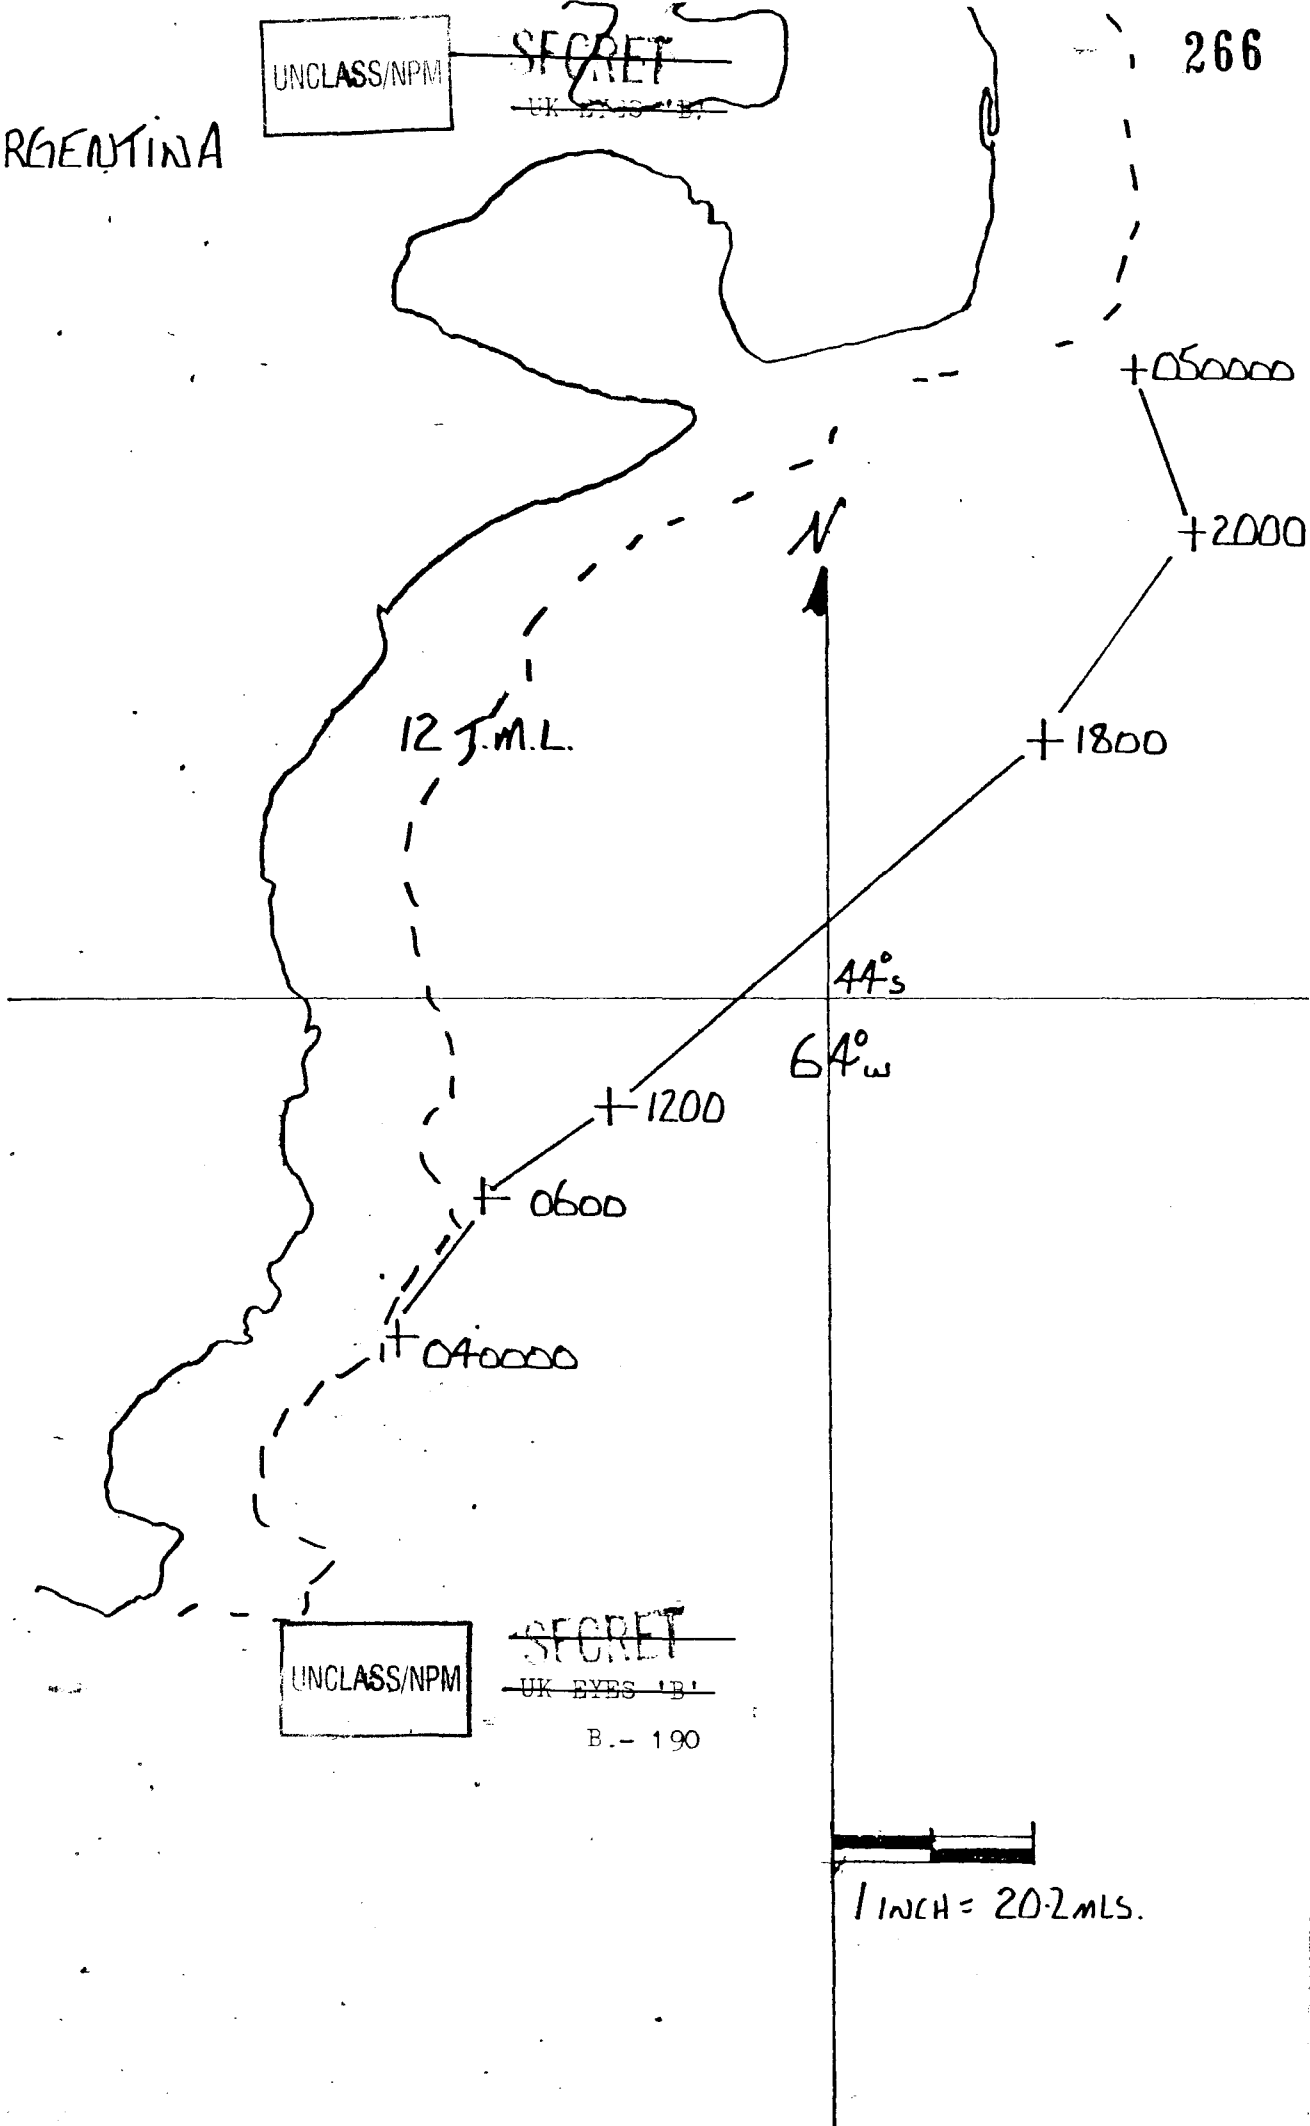 266
UNCLASS/NPM
SECRET
UK EYES 'B'
RGENTINA
+050000
+2000
N
12 T.M.L.
+1800
44°S
64°W
+1200
+0600
+040000
UNCLASS/NPM
SECRET
UK EYES 'B'
B.- 190
1 INCH = 20.2 MLS.